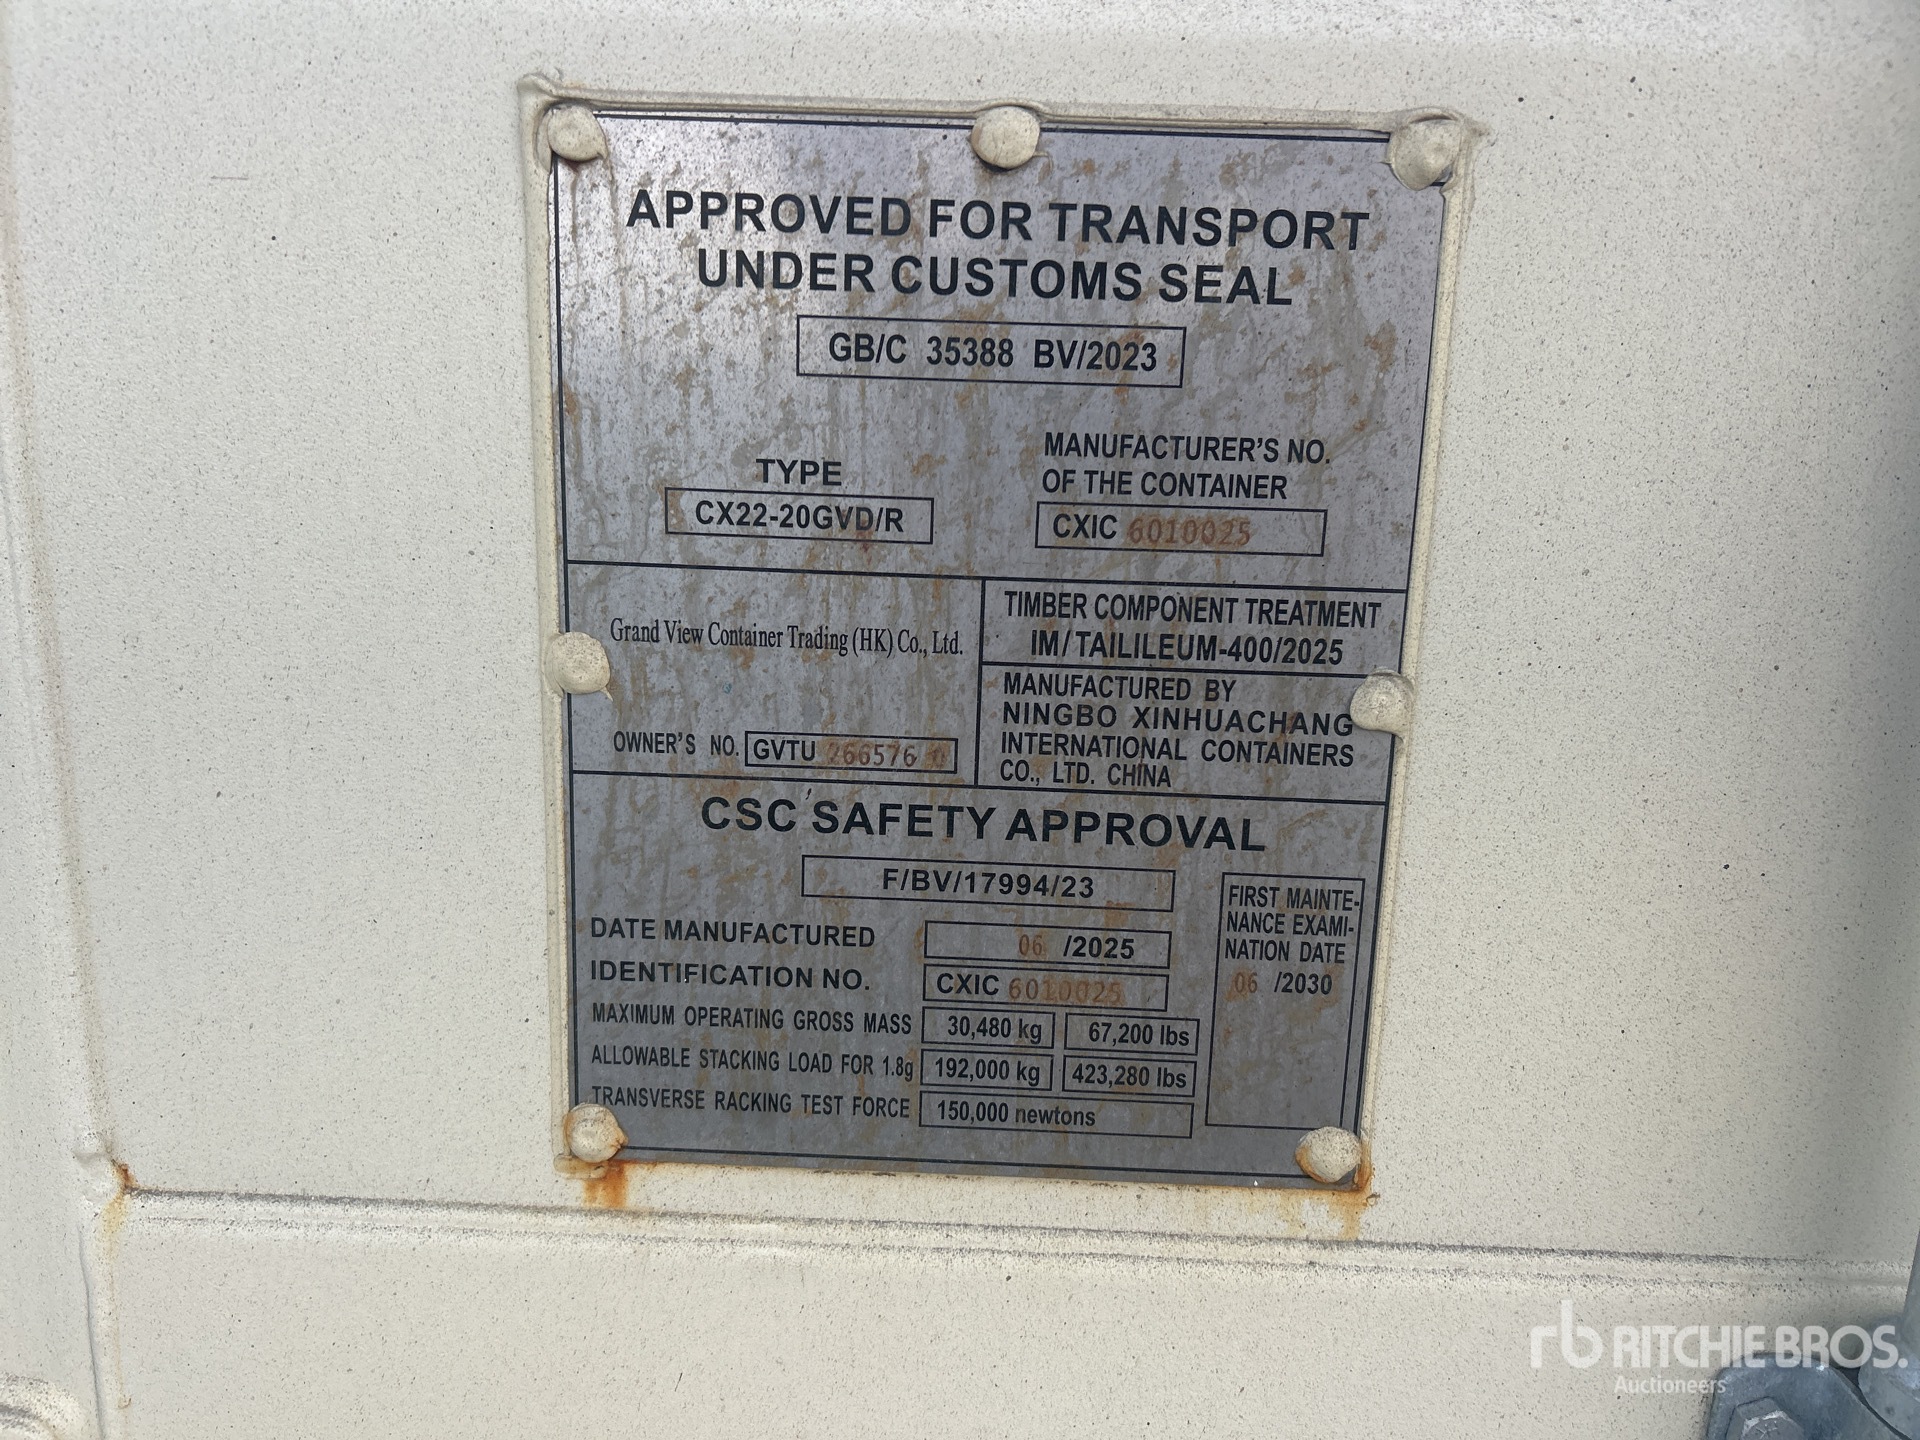 APPROVED FOR TRANSPORT
UNDER CUSTOMS SEAL
GB/C 35388 BV/2023
TYPE
CX22-20GVD/R
MANUFACTURER'S NO.
OF THE CONTAINER
CXIC 6010025
Grand View Container Trading (HK) Co., Ltd.
OWNER'S NO. GVTU 266576 0
TIMBER COMPONENT TREATMENT
IM/TAILILEUM-400/2025
MANUFACTURED BY
NINGBO XINHUACHANG
INTERNATIONAL CONTAINERS
CO., LTD. CHINA
CSC SAFETY APPROVAL
F/BV/17994/23
DATE MANUFACTURED 06 /2025
IDENTIFICATION NO. CXIC 6010025
MAXIMUM OPERATING GROSS MASS 30,480 kg 67,200 lbs
ALLOWABLE STACKING LOAD FOR 1.8g 192,000 kg 423,280 lbs
TRANSVERSE RACKING TEST FORCE 150,000 newtons
FIRST MAINTE-
NANCE EXAMI-
NATION DATE
06 /2030
rb RITCHIE BROS.
Auctioneers